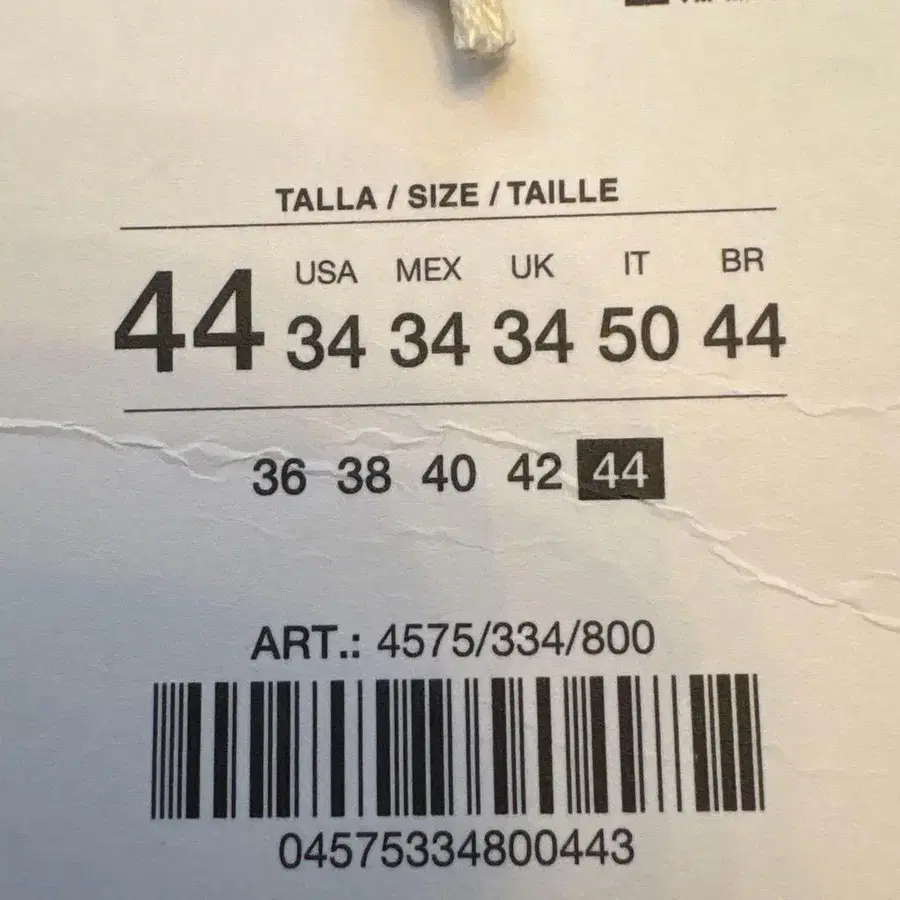 TALLA / SIZE / TAILLE
USA MEX UK IT BR
44 34 34 34 50 44
36 38 40 42 44
ART.: 4575/334/800
04575334800443